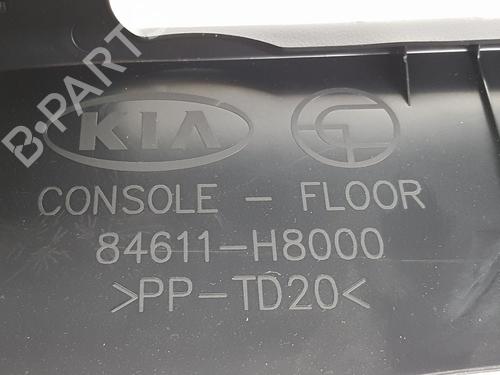 B-PARTS
KIA
CONSOLE - FLOOR
84611-H8000
>PP-TD20<